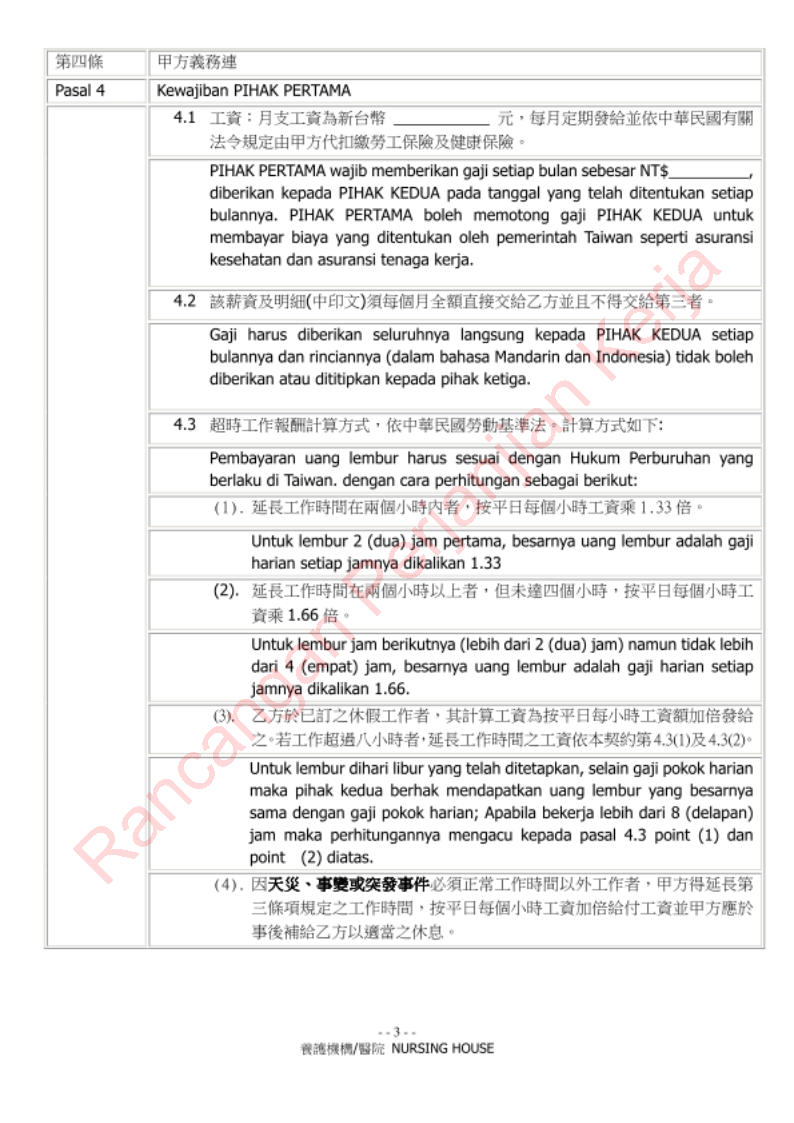 第四條 甲方義務連
Pasal 4 Kewajiban PIHAK PERTAMA
4.1 工資：月支工資為新台幣 ____________ 元，每月定期發給並依中華民國有關
法令規定由甲方代扣繳勞工保險及健康保險。
PIHAK PERTAMA wajib memberikan gaji setiap bulan sebesar NT$__________,
diberikan kepada PIHAK KEDUA pada tanggal yang telah ditentukan setiap
bulannya. PIHAK PERTAMA boleh memotong gaji PIHAK KEDUA untuk
membayar biaya yang ditentukan oleh pemerintah Taiwan seperti asuransi
kesehatan dan asuransi tenaga kerja.
4.2 該薪資及明細(中印文)須每個月全額直接交給乙方並且不得交給第三者。
Gaji harus diberikan seluruhnya langsung kepada PIHAK KEDUA setiap
bulannya dan rinciannya (dalam bahasa Mandarin dan Indonesia) tidak boleh
diberikan atau dititipkan kepada pihak ketiga.
4.3 超時工作報酬計算方式，依中華民國勞動基準法。計算方式如下:
Pembayaran uang lembur harus sesuai dengan Hukum Perburuhan yang
berlaku di Taiwan. dengan cara perhitungan sebagai berikut:
(1). 延長工作時間在兩個小時內者，按平日每個小時工資乘 1.33 倍。
Untuk lembur 2 (dua) jam pertama, besarnya uang lembur adalah gaji
harian setiap jamnya dikalikan 1.33
(2). 延長工作時間在兩個小時以上者，但未達四個小時，按平日每個小時工
資乘 1.66 倍。
Untuk lembur jam berikutnya (lebih dari 2 (dua) jam) namun tidak lebih
dari 4 (empat) jam, besarnya uang lembur adalah gaji harian setiap
jamnya dikalikan 1.66.
(3). 乙方於已訂之休假工作者，其計算工資為按平日每小時工資額加倍發給
之。若工作超過八小時者，延長工作時間之工資依本契約第 4.3(1)及 4.3(2)。
Untuk lembur dihari libur yang telah ditetapkan, selain gaji pokok harian
maka pihak kedua berhak mendapatkan uang lembur yang besarnya
sama dengan gaji pokok harian; Apabila bekerja lebih dari 8 (delapan)
jam maka perhitungannya mengacu kepada pasal 4.3 point (1) dan
point (2) diatas.
(4). 因天災、事變或突發事件必須正常工作時間以外工作者，甲方得延長第
三條項規定之工作時間，按平日每個小時工資加倍給付工資並甲方應於
事後補給乙方以適當之休息。
Rancangan Perjanjian Kerja
- - 3 - -
養護機構/醫院 NURSING HOUSE